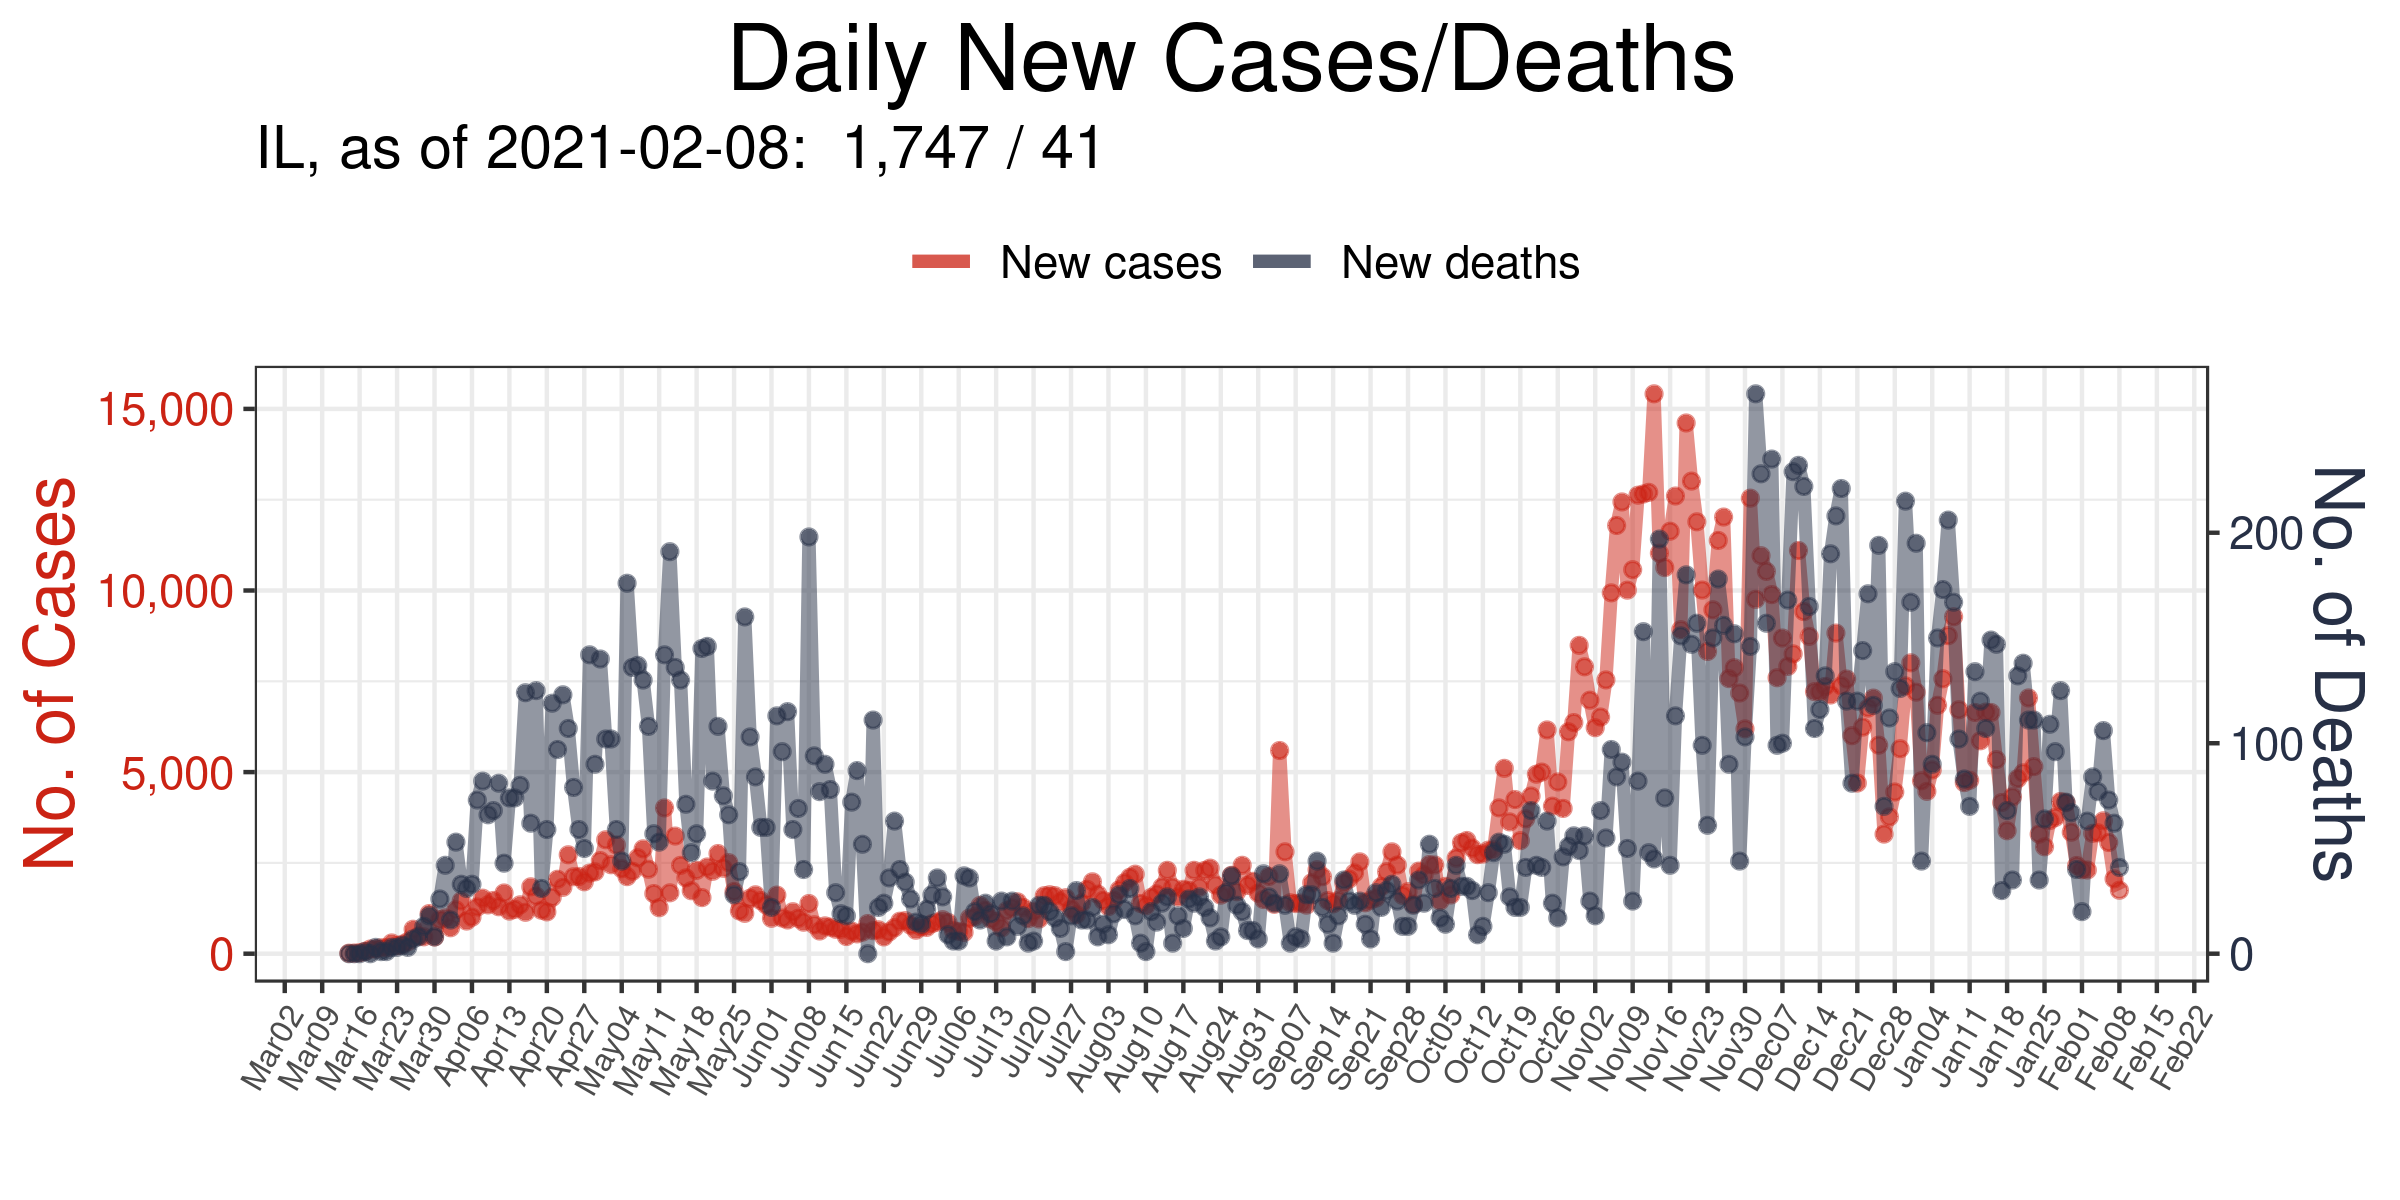 Daily New Cases/Deaths
IL, as of 2021-02-08:  1,747 / 41
New cases
New deaths
No. of Cases
15,000
10,000
5,000
0
No. of Deaths
200
100
0
Mar02
Mar09
Mar16
Mar23
Mar30
Apr06
Apr13
Apr20
Apr27
May04
May11
May18
May25
Jun01
Jun08
Jun15
Jun22
Jun29
Jul06
Jul13
Jul20
Jul27
Aug03
Aug10
Aug17
Aug24
Aug31
Sep07
Sep14
Sep21
Sep28
Oct05
Oct12
Oct19
Oct26
Nov02
Nov09
Nov16
Nov23
Nov30
Dec07
Dec14
Dec21
Dec28
Jan04
Jan11
Jan18
Jan25
Feb01
Feb08
Feb15
Feb22